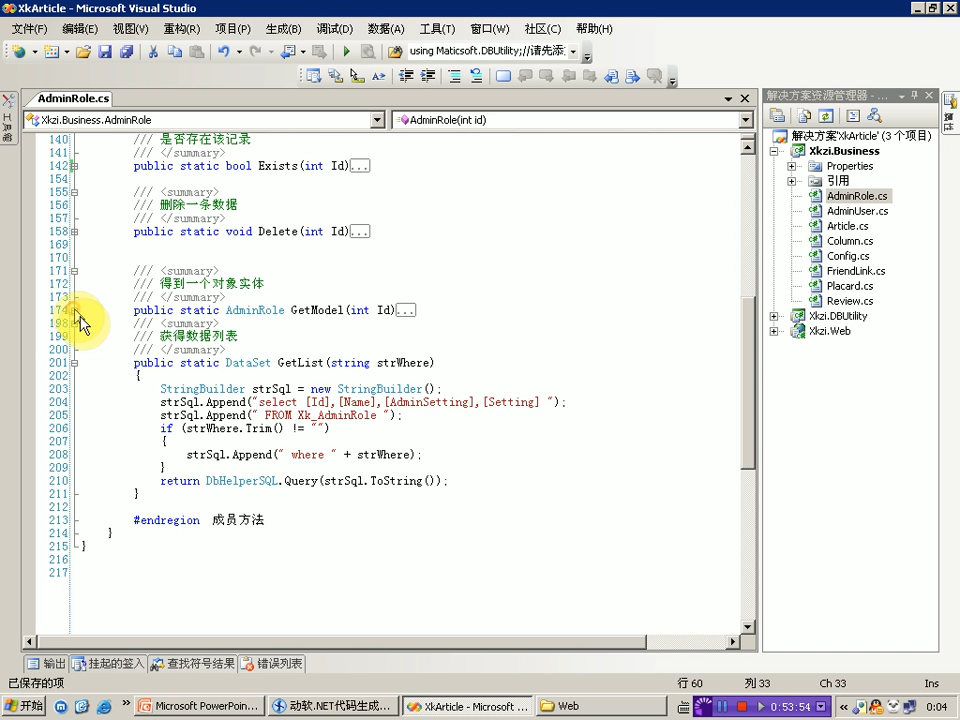 XkArticle - Microsoft Visual Studio
文件(F) 编辑(E) 视图(V) 重构(R) 项目(P) 生成(B) 调试(D) 数据(A) 工具(T) 窗口(W) 社区(C) 帮助(H)
using Maticsoft.DBUtility;//请先添
AdminRole.cs
Xkzi.Business.AdminRole AdminRole(int id)
140 /// 是否存在该记录
141 /// </summary>
142 public static bool Exists(int Id)...
154
155 /// <summary>
156 /// 删除一条数据
157 /// </summary>
158 public static void Delete(int Id)...
169
170
171 /// <summary>
172 /// 得到一个对象实体
173 /// </summary>
174 public static AdminRole GetModel(int Id)...
198 /// <summary>
199 /// 获得数据列表
200 /// </summary>
201 public static DataSet GetList(string strWhere)
202 {
203 StringBuilder strSql = new StringBuilder();
204 strSql.Append("select [Id],[Name],[AdminSetting],[Setting] ");
205 strSql.Append(" FROM Xk_AdminRole ");
206 if (strWhere.Trim() != "")
207 {
208 strSql.Append(" where " + strWhere);
209 }
210 return DbHelperSQL.Query(strSql.ToString());
211 }
212
213 #endregion 成员方法
214 }
215 }
216
217
工具箱
解决方案资源管理器 - ...
解决方案'XkArticle' (3 个项目)
Xkzi.Business
Properties
引用
AdminRole.cs
AdminUser.cs
Article.cs
Column.cs
Config.cs
FriendLink.cs
Placard.cs
Review.cs
Xkzi.DBUtility
Xkzi.Web
属性
输出 挂起的签入 查找符号结果 错误列表
已保存的项 行 60 列 33 Ch 33 Ins
开始 Microsoft PowerPoin... 动软.NET代码生成... XkArticle - Microsoft ... Web 0:53:54 0:04